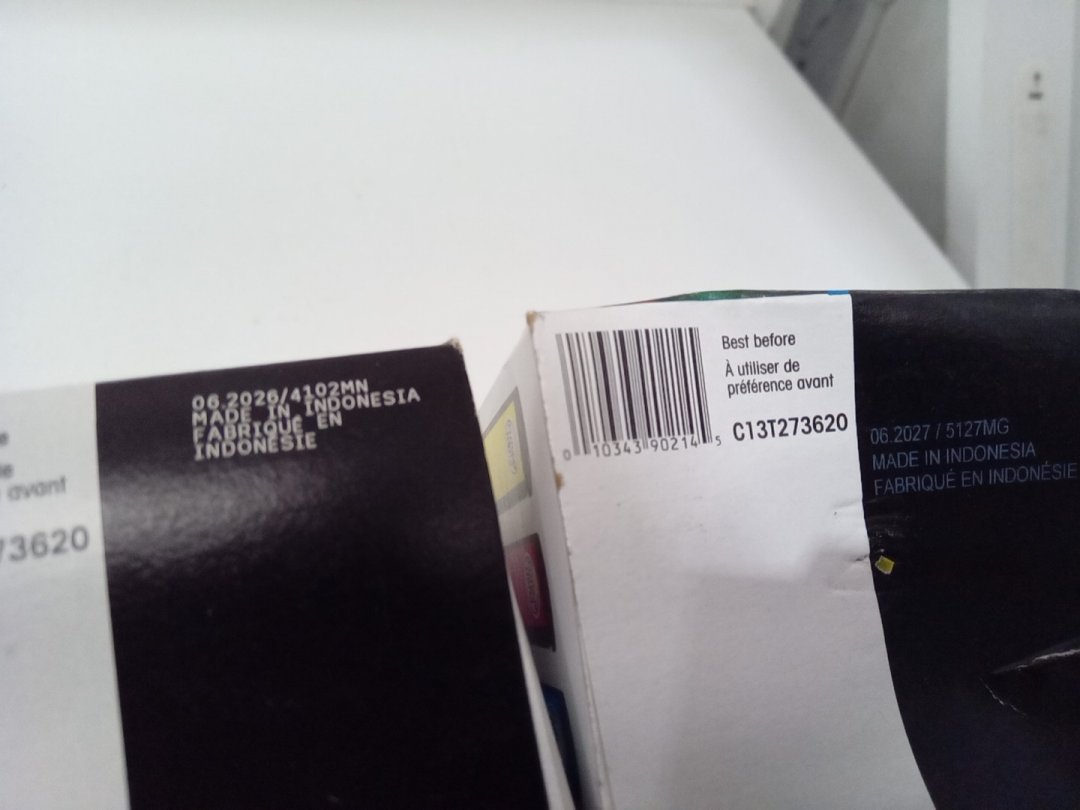 avant
73620
06.2026/4102MN
MADE IN INDONESIA
FABRIQUÉ EN
INDONÉSIE
0 10343 90214 5
Best before
À utiliser de
préférence avant
C13T273620
06.2027 / 5127MG
MADE IN INDONESIA
FABRIQUÉ EN INDONÉSIE